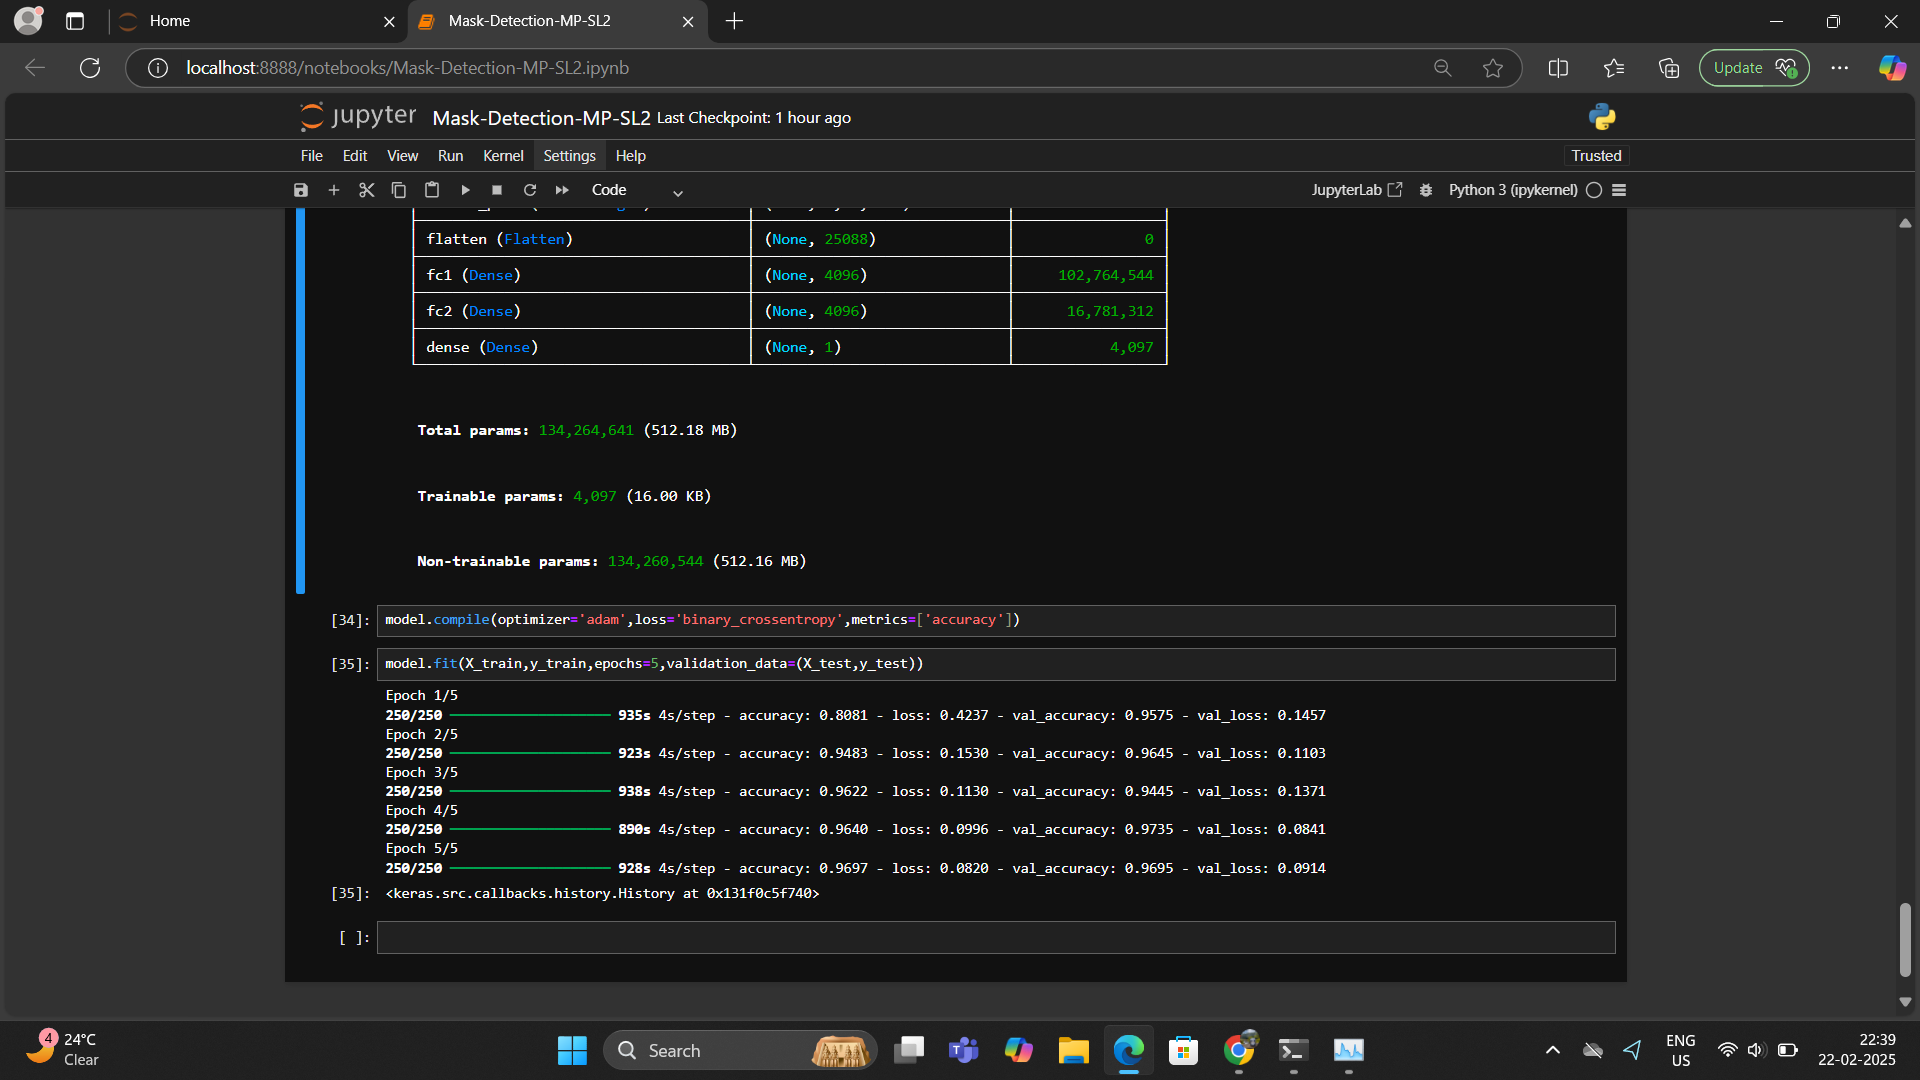 Home
Mask-Detection-MP-SL2
localhost:8888/notebooks/Mask-Detection-MP-SL2.ipynb
Update
jupyter Mask-Detection-MP-SL2 Last Checkpoint: 1 hour ago
File Edit View Run Kernel Settings Help
Trusted
Code
JupyterLab
Python 3 (ipykernel)
flatten (Flatten) (None, 25088) 0
fc1 (Dense) (None, 4096) 102,764,544
fc2 (Dense) (None, 4096) 16,781,312
dense (Dense) (None, 1) 4,097
Total params: 134,264,641 (512.18 MB)
Trainable params: 4,097 (16.00 KB)
Non-trainable params: 134,260,544 (512.16 MB)
[34]: model.compile(optimizer='adam',loss='binary_crossentropy',metrics=['accuracy'])
[35]: model.fit(X_train,y_train,epochs=5,validation_data=(X_test,y_test))
Epoch 1/5
250/250 935s 4s/step - accuracy: 0.8081 - loss: 0.4237 - val_accuracy: 0.9575 - val_loss: 0.1457
Epoch 2/5
250/250 923s 4s/step - accuracy: 0.9483 - loss: 0.1530 - val_accuracy: 0.9645 - val_loss: 0.1103
Epoch 3/5
250/250 938s 4s/step - accuracy: 0.9622 - loss: 0.1130 - val_accuracy: 0.9445 - val_loss: 0.1371
Epoch 4/5
250/250 890s 4s/step - accuracy: 0.9640 - loss: 0.0996 - val_accuracy: 0.9735 - val_loss: 0.0841
Epoch 5/5
250/250 928s 4s/step - accuracy: 0.9697 - loss: 0.0820 - val_accuracy: 0.9695 - val_loss: 0.0914
[35]: <keras.src.callbacks.history.History at 0x131f0c5f740>
[ ]:
4
24°C
Clear
Search
ENG
US
22:39
22-02-2025